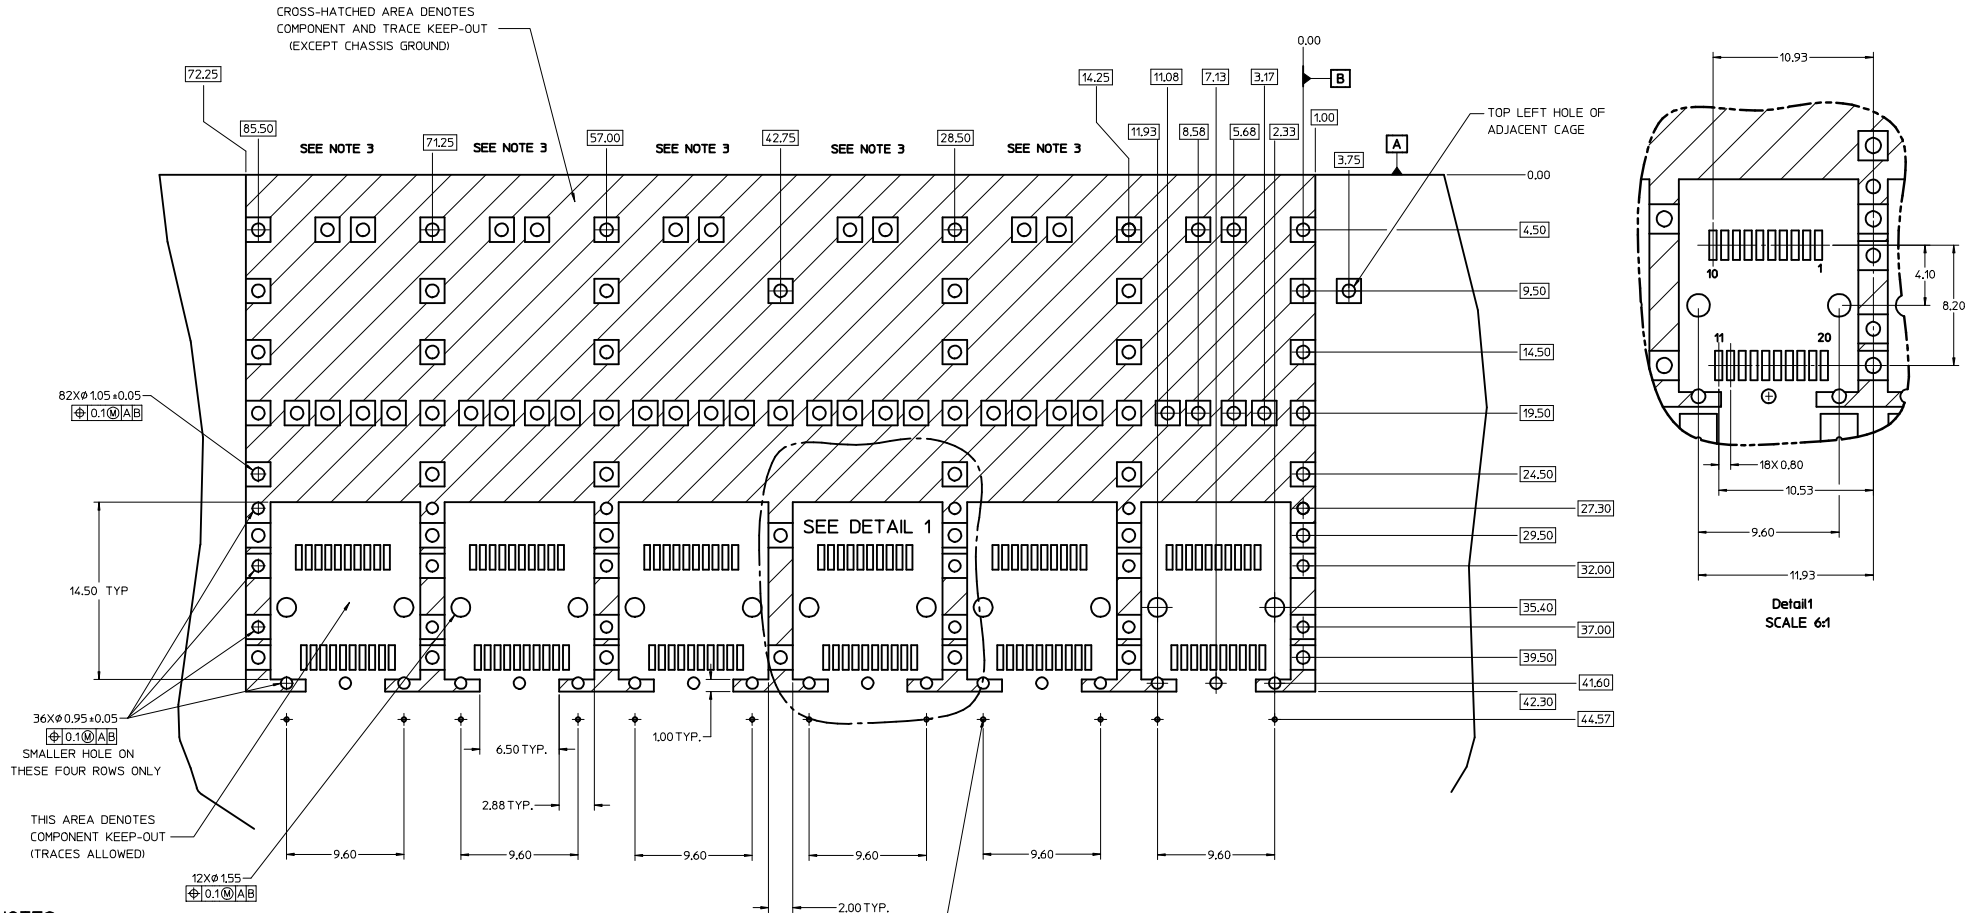 CROSS-HATCHED AREA DENOTES
COMPONENT AND TRACE KEEP-OUT
(EXCEPT CHASSIS GROUND)
72.25
85.50
SEE NOTE 3
71.25
SEE NOTE 3
57.00
SEE NOTE 3
42.75
SEE NOTE 3
28.50
SEE NOTE 3
14.25
11.93
11.08
8.58
7.13
5.68
3.17
2.33
0.00
B
1.00
3.75
A
TOP LEFT HOLE OF
ADJACENT CAGE
0.00
4.50
9.50
14.50
19.50
24.50
27.30
29.50
32.00
35.40
37.00
39.50
41.60
42.30
44.57
82XØ1.05±0.05
⌖ 0.1Ⓜ A B
14.50 TYP
36XØ0.95±0.05
⌖ 0.1Ⓜ A B
SMALLER HOLE ON
THESE FOUR ROWS ONLY
THIS AREA DENOTES
COMPONENT KEEP-OUT
(TRACES ALLOWED)
12XØ1.55
⌖ 0.1Ⓜ A B
SEE DETAIL 1
6.50 TYP.
1.00 TYP.
2.88 TYP.
9.60
9.60
9.60
9.60
9.60
9.60
2.00 TYP.
10.93
10
1
4.10
8.20
11
20
18X 0.80
10.53
9.60
11.93
Detail1
SCALE 6:1